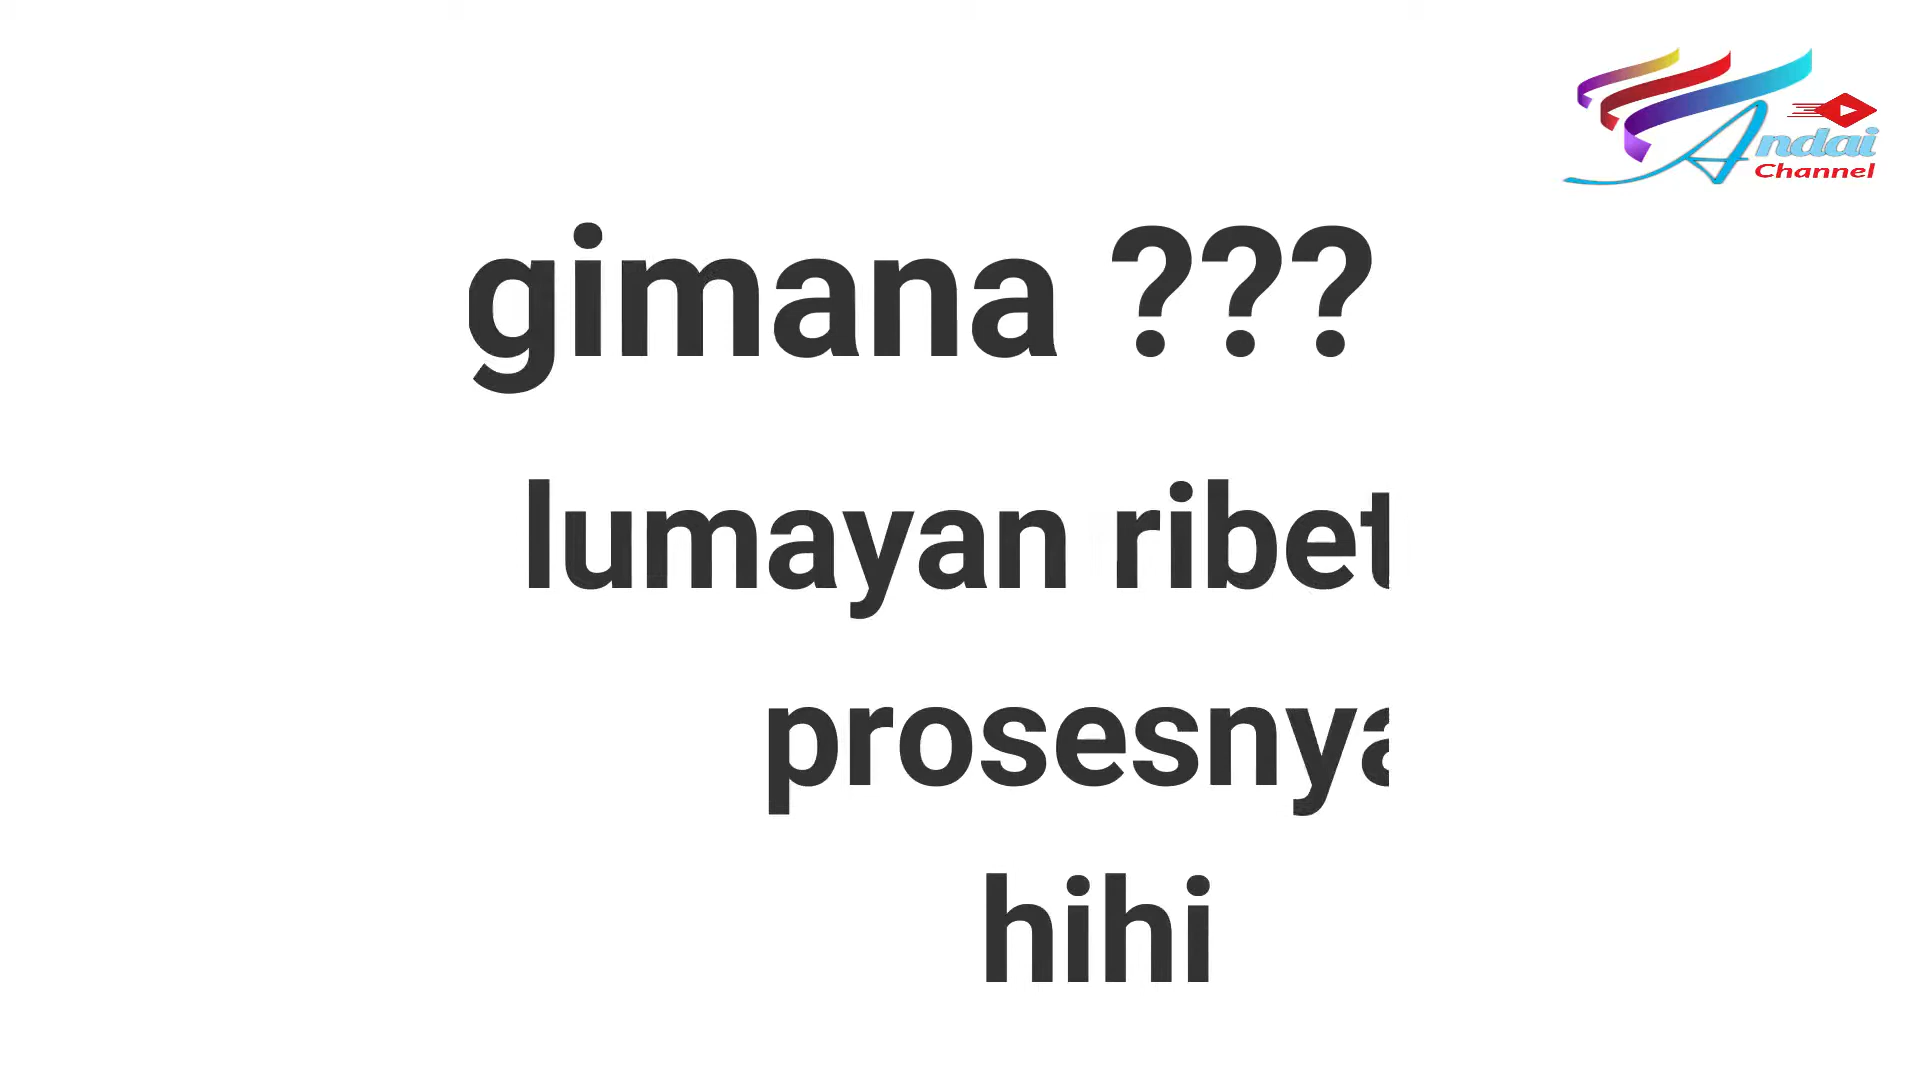 Andai
Channel
gimana ???
lumayan ribet
prosesnya
hihi